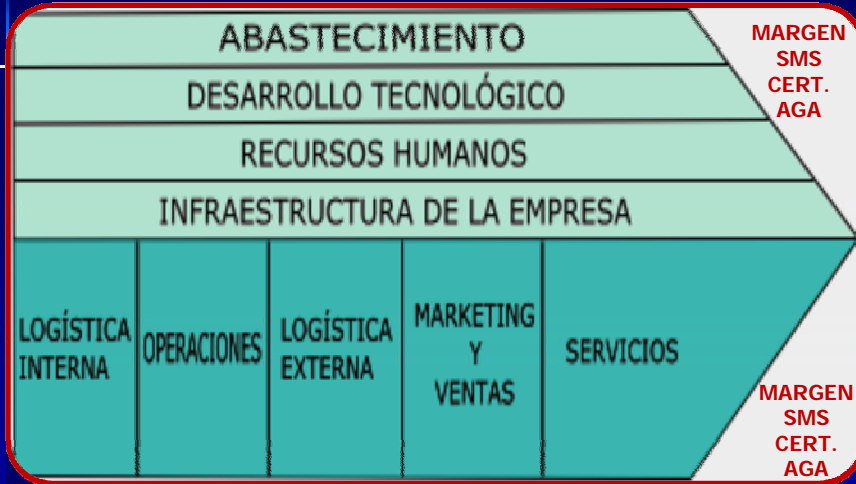 ABASTECIMIENTO
DESARROLLO TECNOLÓGICO
RECURSOS HUMANOS
INFRAESTRUCTURA DE LA EMPRESA
MARGEN
SMS
CERT.
AGA
LOGÍSTICA
INTERNA
OPERACIONES
LOGÍSTICA
EXTERNA
MARKETING
Y
VENTAS
SERVICIOS
MARGEN
SMS
CERT.
AGA